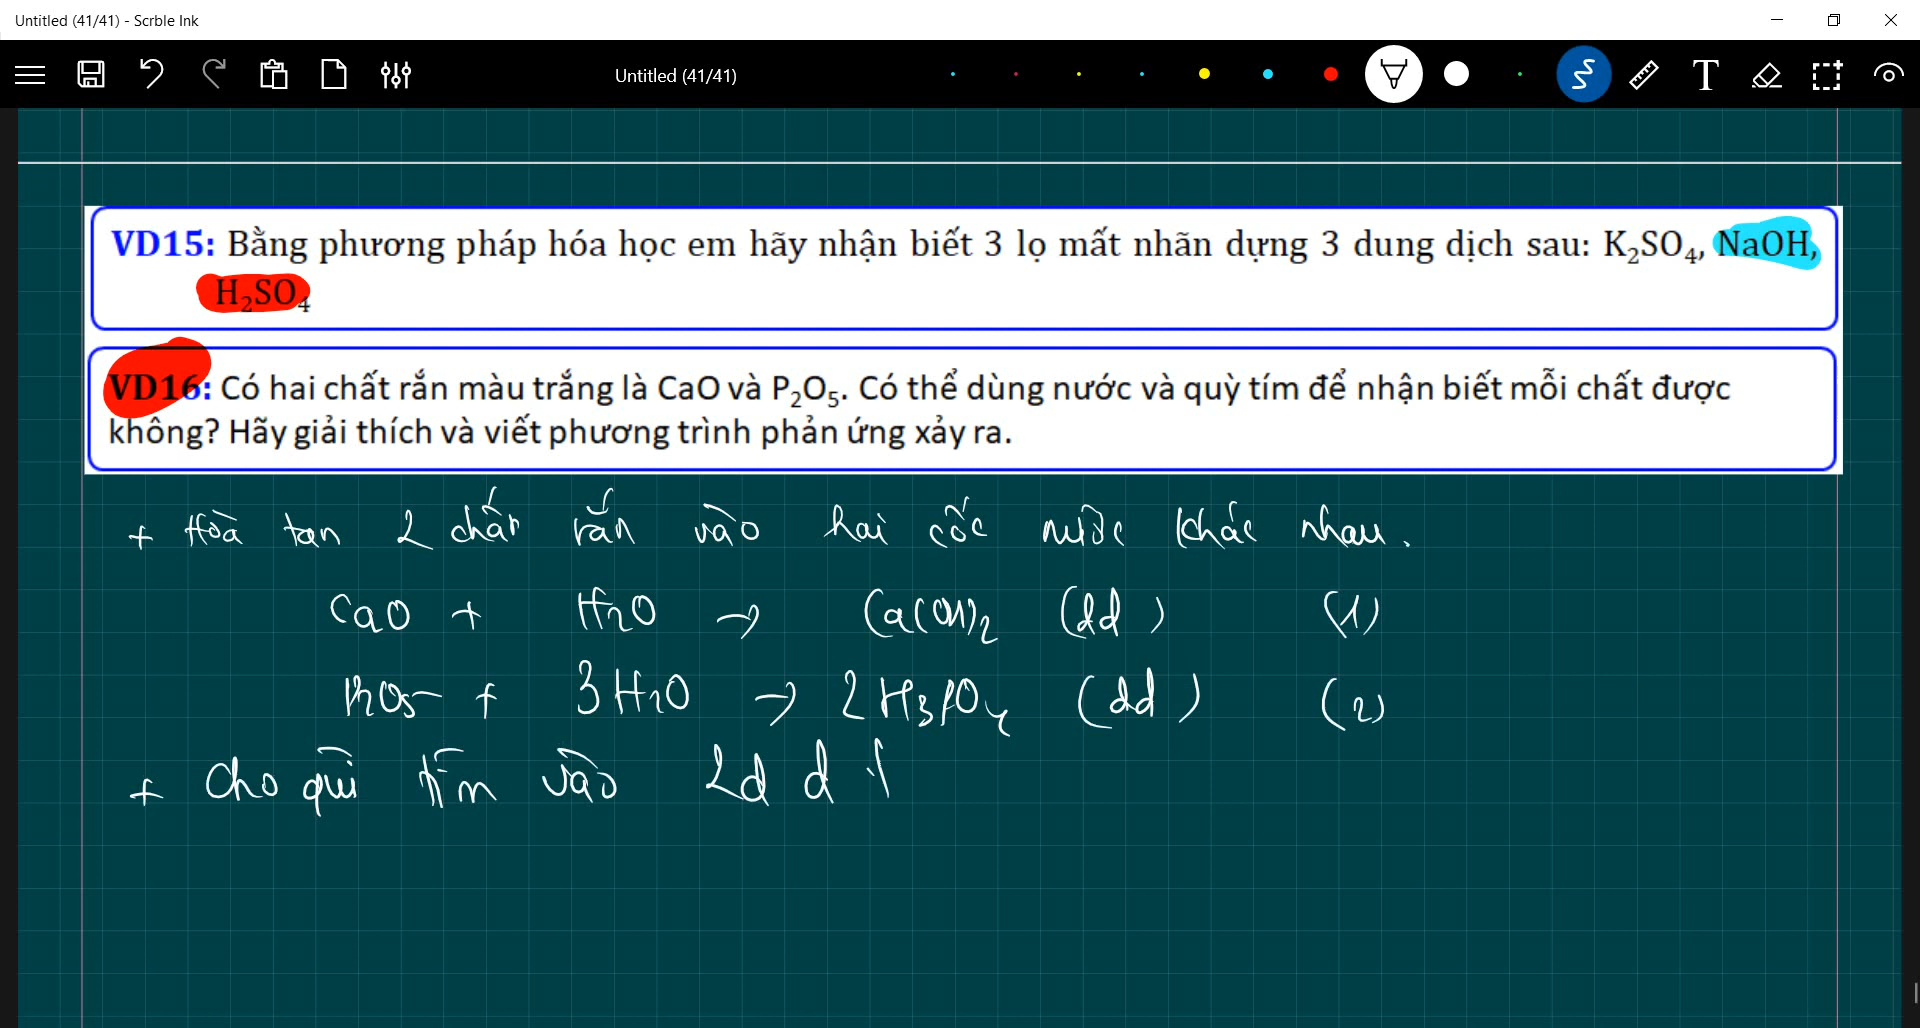 Untitled (41/41) - Scrble Ink
Untitled (41/41)
T
VD15: Bằng phương pháp hóa học em hãy nhận biết 3 lọ mất nhãn dựng 3 dung dịch sau: K₂SO₄, NaOH,
H₂SO₄
VD16: Có hai chất rắn màu trắng là CaO và P₂O₅. Có thể dùng nước và quỳ tím để nhận biết mỗi chất được
không? Hãy giải thích và viết phương trình phản ứng xảy ra.
+ Hoà tan 2 chất rắn vào hai cốc nước khác nhau.
CaO + H₂O → Ca(OH)₂ (dd) (1)
P₂O₅ + 3H₂O → 2H₃PO₄ (dd) (2)
+ Cho quì tím vào 2 d d